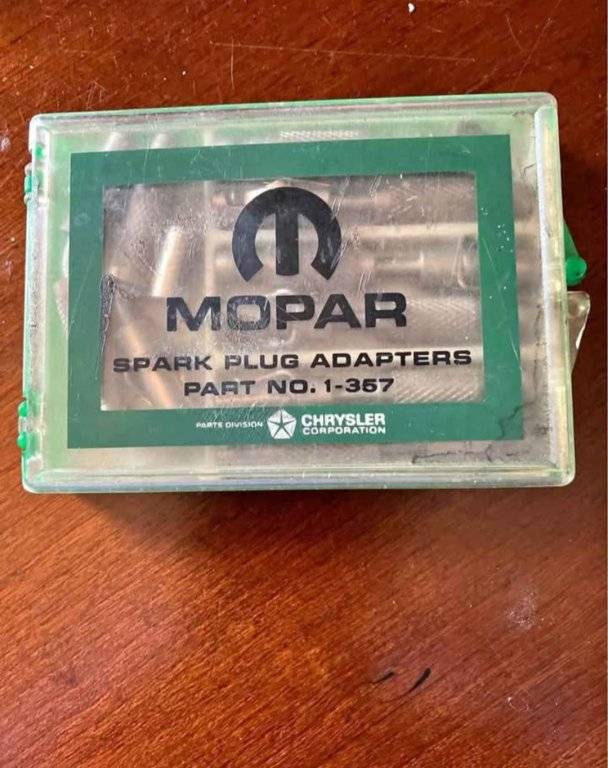 MOPAR
SPARK PLUG ADAPTERS
PART NO. 1-357
PARTS DIVISION CHRYSLER
CORPORATION